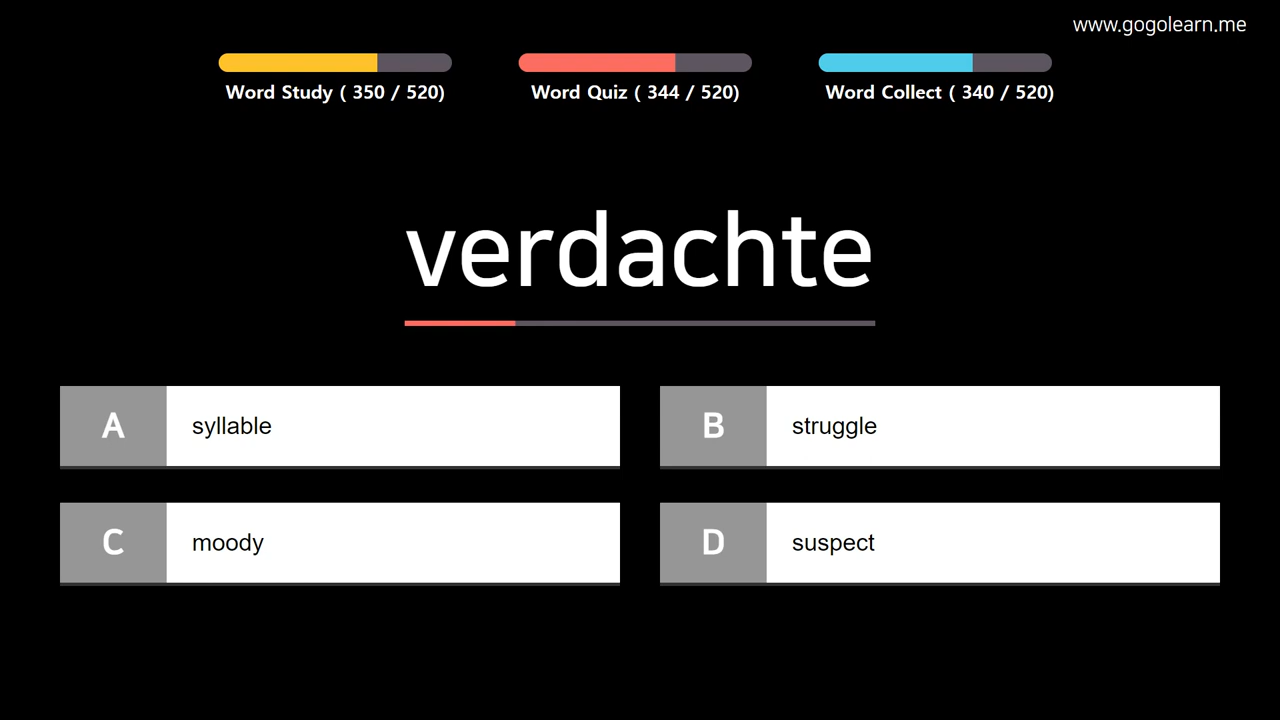 www.gogolearn.me
Word Study ( 350 / 520)
Word Quiz ( 344 / 520)
Word Collect ( 340 / 520)
verdachte
A syllable
B struggle
C moody
D suspect